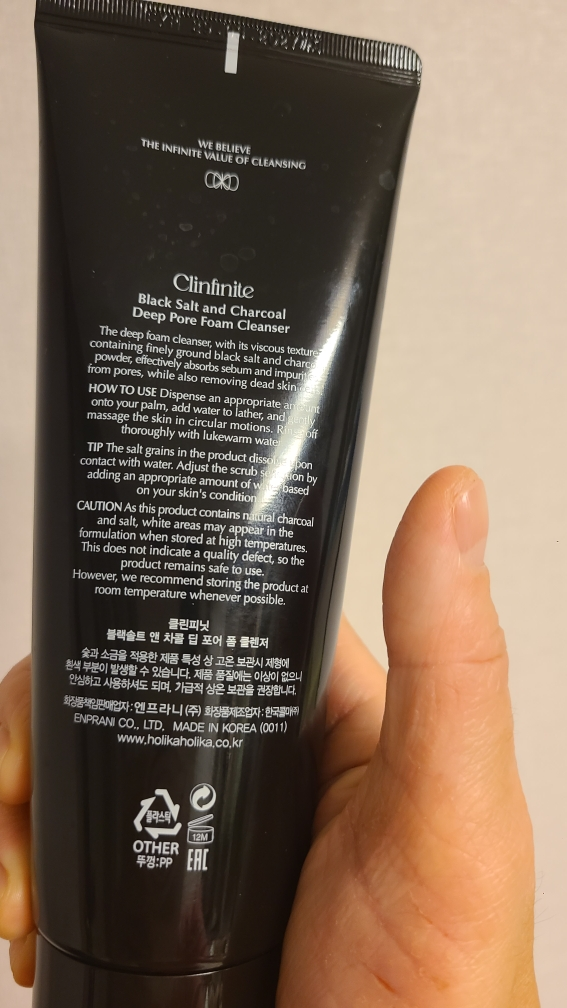 WE BELIEVE
THE INFINITE VALUE OF CLEANSING
Clinfinite
Black Salt and Charcoal
Deep Pore Foam Cleanser
The deep foam cleanser, with its viscous texture
containing finely ground black salt and
powder, effectively absorbs sebum and
from pores, while also removing dead skin
HOW TO USE Dispense an appropriate
onto your palm, add water to lather, and
massage the skin in circular motions. off
thoroughly with lukewarm
TIP The salt grains in the product upon
contact with water. Adjust the scrub by
adding an appropriate amount of based
on your skin's condition
CAUTION As this product contains natural charcoal
and salt, white areas may appear in the
formulation when stored at high temperatures.
This does not indicate a quality defect, so the
product remains safe to use.
However, we recommend storing the product at
room temperature whenever possible.
클린피닛
블랙솔트 앤 차콜 딥 포어 폼 클렌저
숯과 소금을 적용한 제품 특성 상 고온 보관시 제형에
흰색 부분이 발생할 수 있습니다. 제품 품질에는 이상이 없으니
안심하고 사용하셔도 되며, 가급적 상온 보관을 권장합니다.
화장품책임판매업자:엔프라니(주) 화장품제조업자:한국콜마(주)
ENPRANI CO., LTD, MADE IN KOREA (0011)
www.holikaholika.co.kr
플라스틱
OTHER
뚜껑:PP
12M
EAC